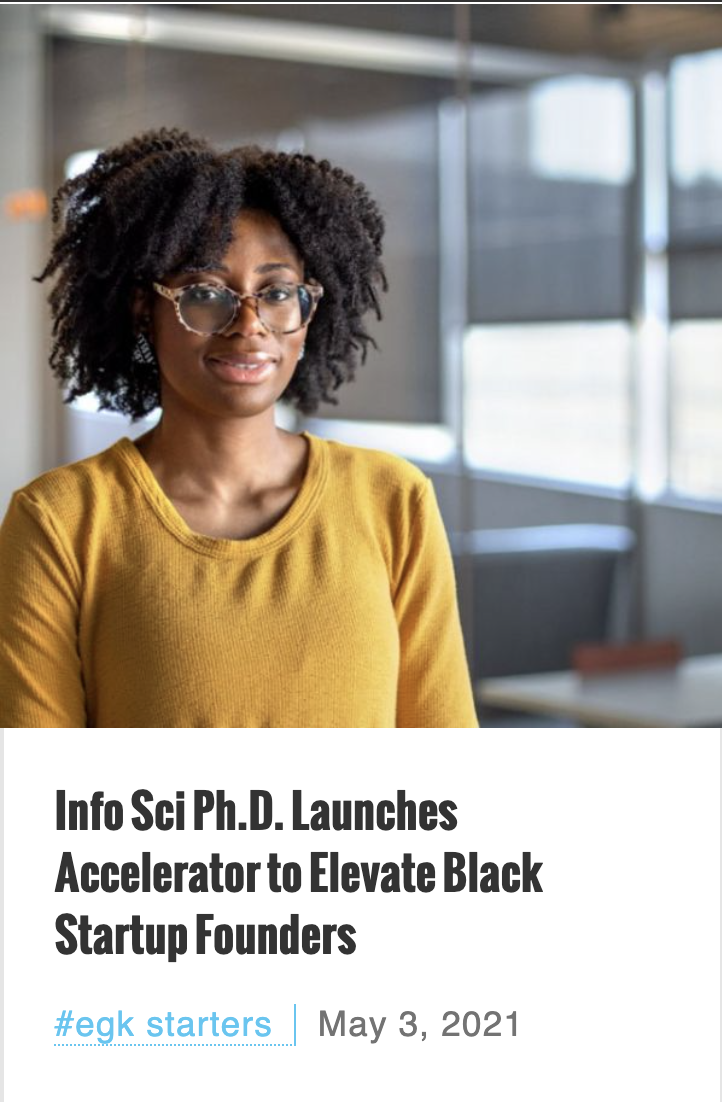 Info Sci Ph.D. Launches
Accelerator to Elevate Black
Startup Founders
#egk starters | May 3, 2021